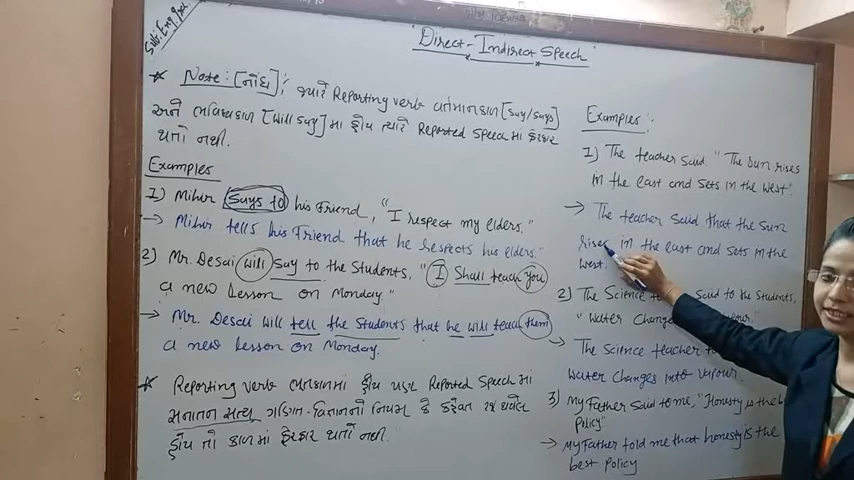 Sub: Eng Gra
Direct - Indirect Speech
* Note: [નોંધ]: જ્યારે Reporting verb વર્તમાનકાળ [say/says]
અને ભવિષ્યકાળ [will say] માં હોય ત્યારે Reported Speech માં ફેરફાર
થતો નથી.
Examples
1) Mihir says to his Friend, "I respect my elders."
→ Mihir tells his Friend that he respects his elders."
2) Mr. Desai will say to the Students, "I shall teach you
a new Lesson on Monday."
→ Mr. Desai will tell the students that he will teach them
a new Lesson on Monday.
* Reporting verb ભૂતકાળમાં હોય પણ Reported Speech માં
સનાતન સત્ય, ગણિત-વિજ્ઞાનનો નિયમ કે કહેવત રજૂ થયેલ
હોય તો કાળમાં ફેરફાર થતો નથી."
Examples:
1) The teacher said "The sun rises
in the east and sets in the west".
→ The teacher said that the sun
rises in the east and sets in the
west.
2) The Science said to the Students,
"Water
→ The Science teacher
Water changes into vapour.
3) My Father said to me, "Honesty is the
policy"
→ My Father told me that honesty is the
best policy